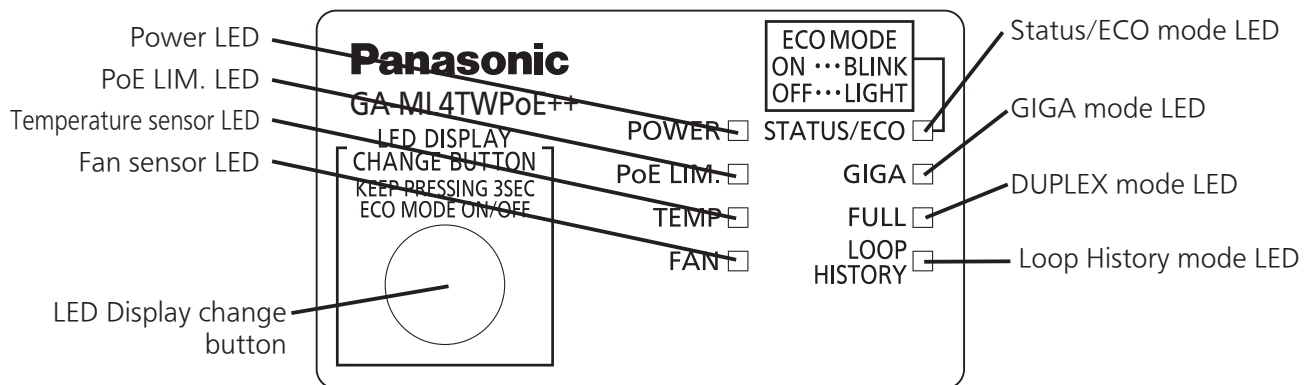 Power LED
PoE LIM. LED
Temperature sensor LED
Fan sensor LED
LED Display change
button
Panasonic
GA-ML4TWPoE++
LED DISPLAY
CHANGE BUTTON
KEEP PRESSING 3SEC
ECO MODE ON/OFF
POWER
PoE LIM.
TEMP
FAN
ECO MODE
ON ···BLINK
OFF···LIGHT
STATUS/ECO
GIGA
FULL
LOOP
HISTORY
Status/ECO mode LED
GIGA mode LED
DUPLEX mode LED
Loop History mode LED